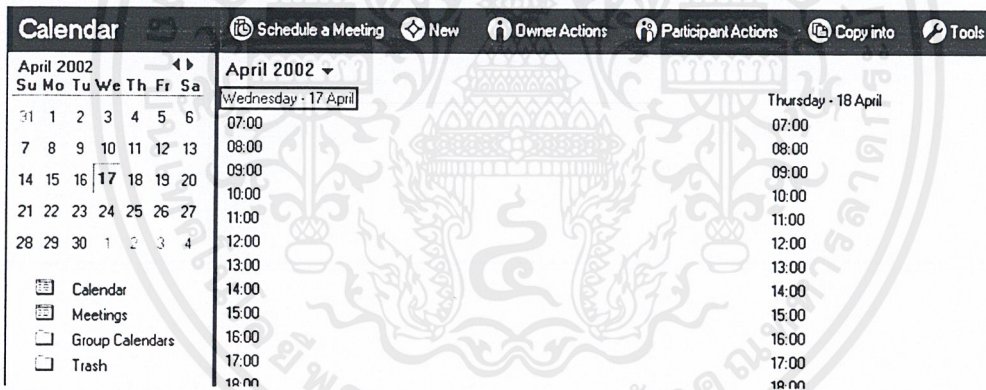 Calendar
Schedule a Meeting New Owner Actions Participant Actions Copy into Tools
April 2002
Su Mo Tu We Th Fr Sa
31 1 2 3 4 5 6
7 8 9 10 11 12 13
14 15 16 17 18 19 20
21 22 23 24 25 26 27
28 29 30 1 2 3 4
Calendar
Meetings
Group Calendars
Trash
April 2002
Wednesday - 17 April
07:00
08:00
09:00
10:00
11:00
12:00
13:00
14:00
15:00
16:00
17:00
18:00
Thursday - 18 April
07:00
08:00
09:00
10:00
11:00
12:00
13:00
14:00
15:00
16:00
17:00
18:00